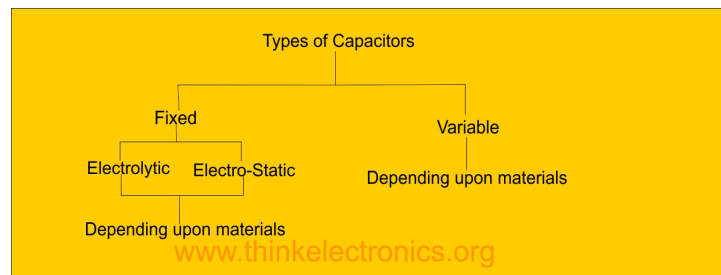 Types of Capacitors
Fixed
Variable
Electrolytic
Electro-Static
Depending upon materials
Depending upon materials
www.thinkelectronics.org